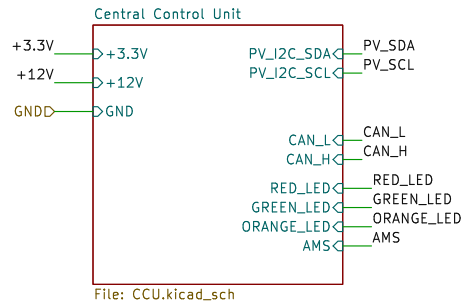 Central Control Unit
+3.3V
+3.3V
+12V
+12V
GND
GND
PV_I2C_SDA
PV_SDA
PV_I2C_SCL
PV_SCL
CAN_L
CAN_L
CAN_H
CAN_H
RED_LED
RED_LED
GREEN_LED
GREEN_LED
ORANGE_LED
ORANGE_LED
AMS
AMS
File: CCU.kicad_sch